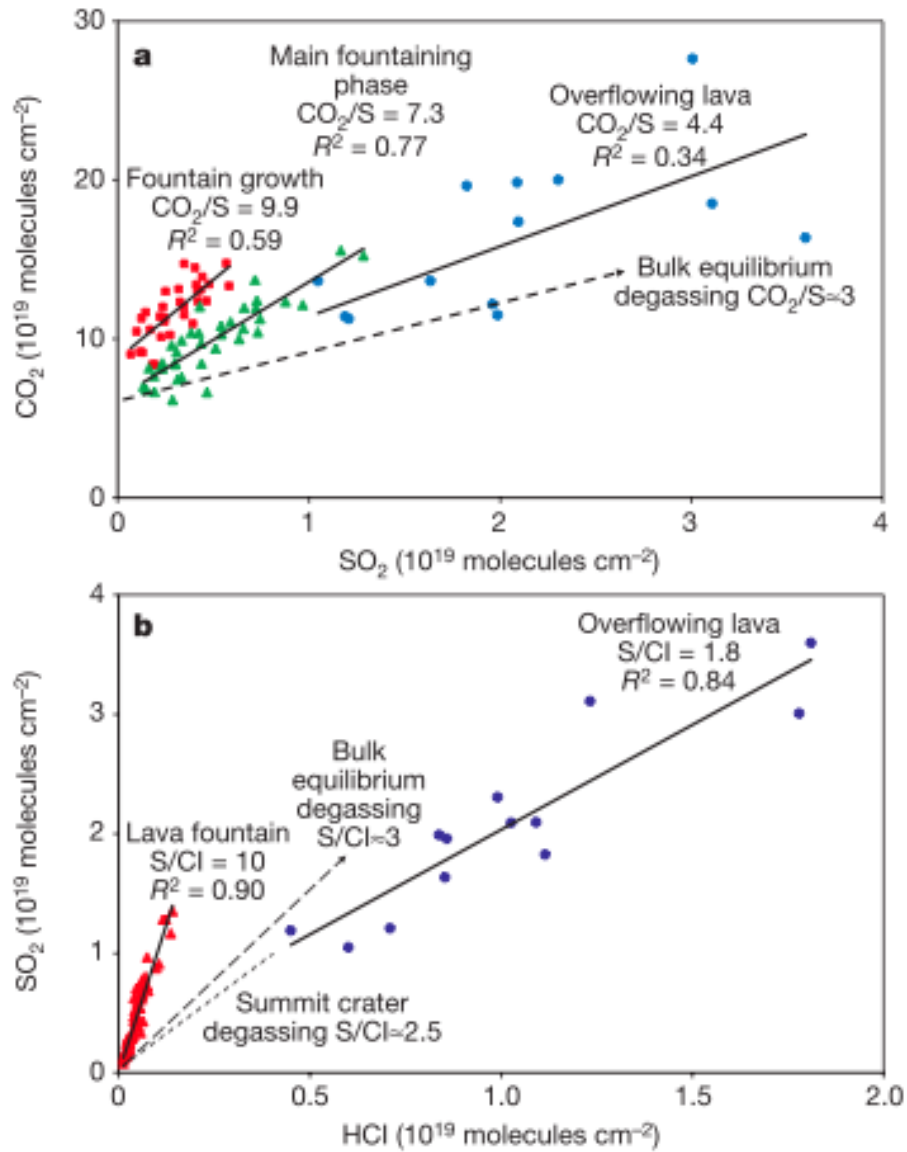 a
30
20
10
0
CO₂ (10¹⁹ molecules cm⁻²)
Main fountaining
phase
CO₂/S = 7.3
R² = 0.77
Overflowing lava
CO₂/S = 4.4
R² = 0.34
Fountain growth
CO₂/S = 9.9
R² = 0.59
Bulk equilibrium
degassing CO₂/S≈3
0 1 2 3 4
SO₂ (10¹⁹ molecules cm⁻²)
b
4
3
2
1
0
SO₂ (10¹⁹ molecules cm⁻²)
Overflowing lava
S/Cl = 1.8
R² = 0.84
Bulk
equilibrium
degassing
S/Cl≈3
Lava fountain
S/Cl = 10
R² = 0.90
Summit crater
degassing S/Cl≈2.5
0 0.5 1.0 1.5 2.0
HCl (10¹⁹ molecules cm⁻²)